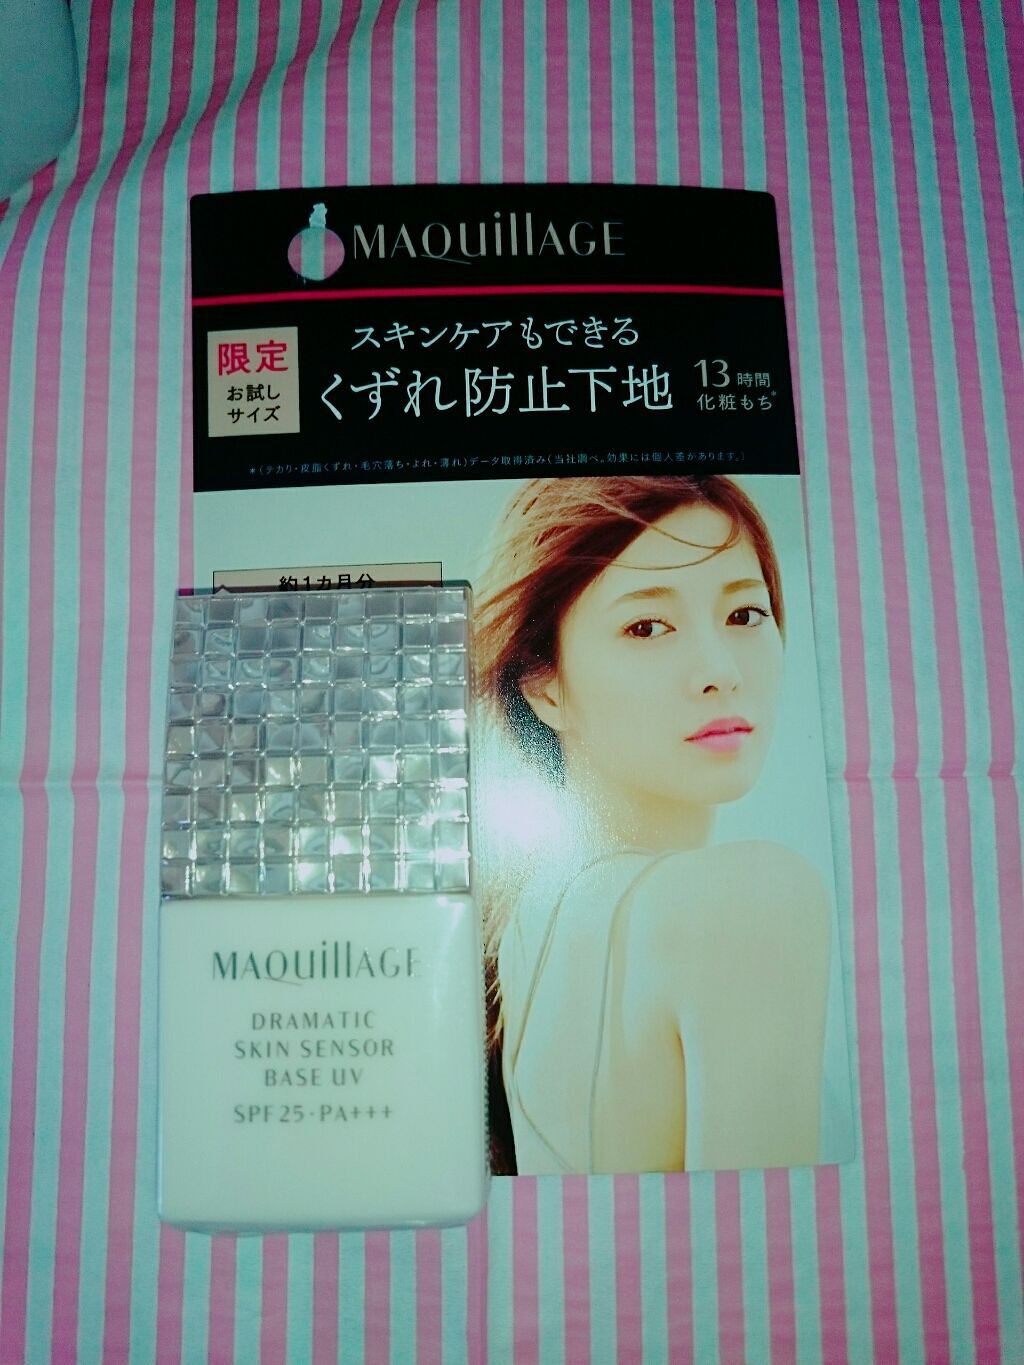 MAQuillAGE
スキンケアもできる
限定
お試し
サイズ
くずれ防止下地
13時間
化粧もち*
*(テカリ・皮脂くずれ・毛穴落ち・よれ・薄れ)データ取得済み(当社調べ。効果には個人差があります。)
約1カ月分
MAQuillAGE
DRAMATIC
SKIN SENSOR
BASE UV
SPF25・PA+++